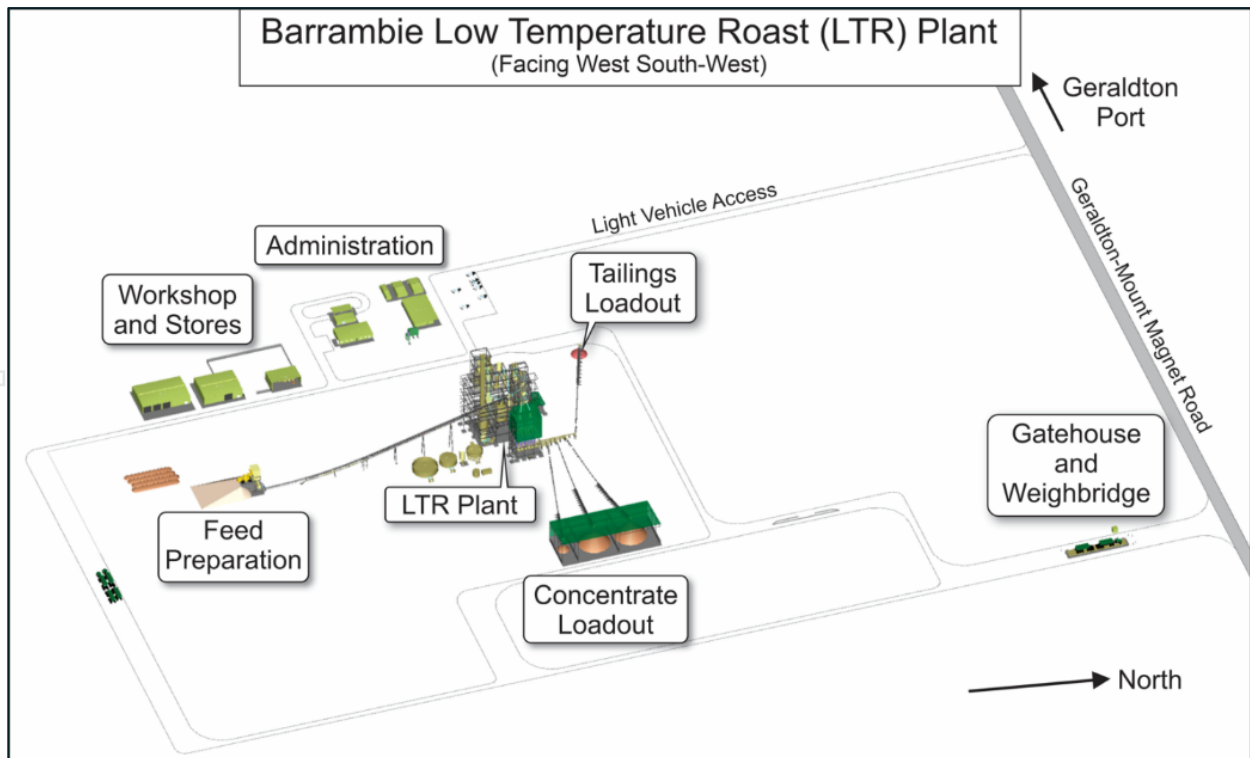 Barrambie Low Temperature Roast (LTR) Plant
(Facing West South-West)
Geraldton
Port
Light Vehicle Access
Geraldton-Mount Magnet Road
Administration
Tailings
Loadout
Workshop
and Stores
Gatehouse
and
Weighbridge
LTR Plant
Feed
Preparation
Concentrate
Loadout
North